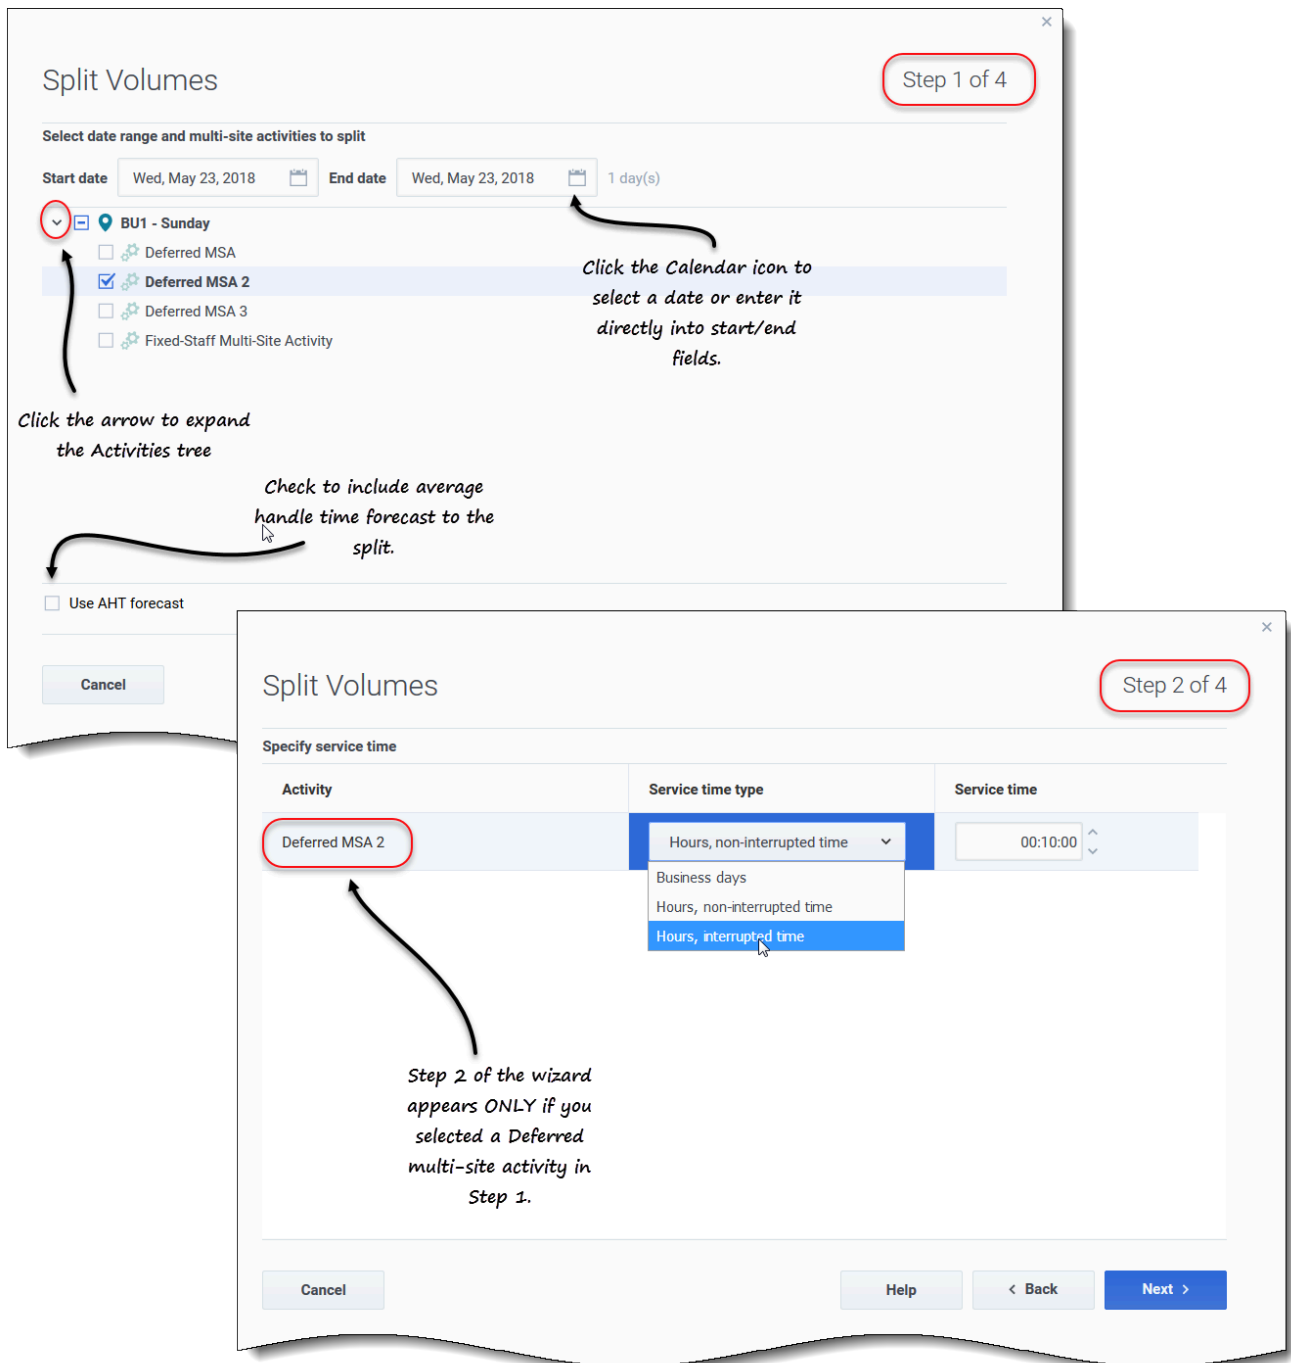 Split Volumes
Step 1 of 4
Select date range and multi-site activities to split
Start date Wed, May 23, 2018 End date Wed, May 23, 2018 1 day(s)
BU1 - Sunday
Deferred MSA
Deferred MSA 2
Deferred MSA 3
Fixed-Staff Multi-Site Activity
Click the Calendar icon to
select a date or enter it
directly into start/end
fields.
Click the arrow to expand
the Activities tree
Check to include average
handle time forecast to the
split.
Use AHT forecast
Cancel
Split Volumes
Step 2 of 4
Specify service time
Activity Service time type Service time
Deferred MSA 2 Hours, non-interrupted time 00:10:00
Business days
Hours, non-interrupted time
Hours, interrupted time
Step 2 of the wizard
appears ONLY if you
selected a Deferred
multi-site activity in
Step 1.
Cancel Help < Back Next >